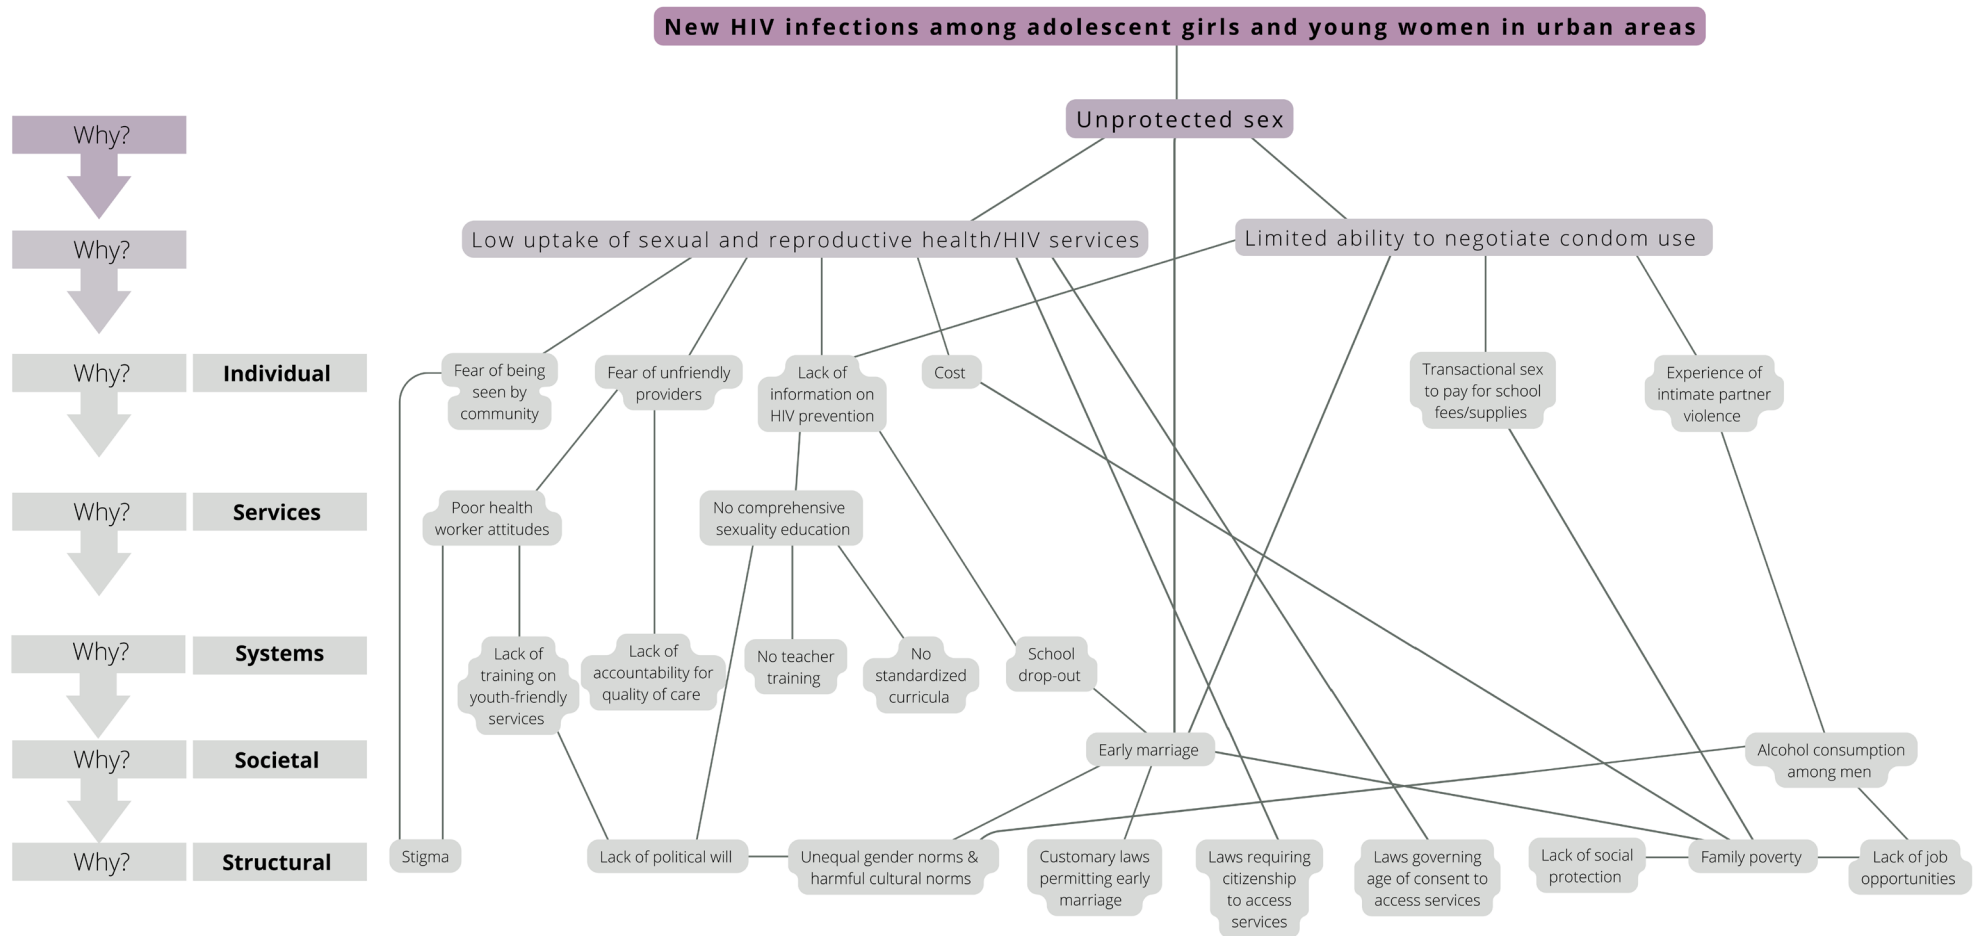 New HIV infections among adolescent girls and young women in urban areas
Unprotected sex
Why?
Why?
Low uptake of sexual and reproductive health/HIV services
Limited ability to negotiate condom use
Why?
Individual
Fear of being
seen by
community
Fear of unfriendly
providers
Lack of
information on
HIV prevention
Cost
Transactional sex
to pay for school
fees/supplies
Experience of
intimate partner
violence
Why?
Services
Poor health
worker attitudes
No comprehensive
sexuality education
Why?
Systems
Lack of
training on
youth-friendly
services
Lack of
accountability for
quality of care
No teacher
training
No
standardized
curricula
School
drop-out
Why?
Societal
Early marriage
Alcohol consumption
among men
Why?
Structural
Stigma
Lack of political will
Unequal gender norms &
harmful cultural norms
Customary laws
permitting early
marriage
Laws requiring
citizenship
to access
services
Laws governing
age of consent to
access services
Lack of social
protection
Family poverty
Lack of job
opportunities